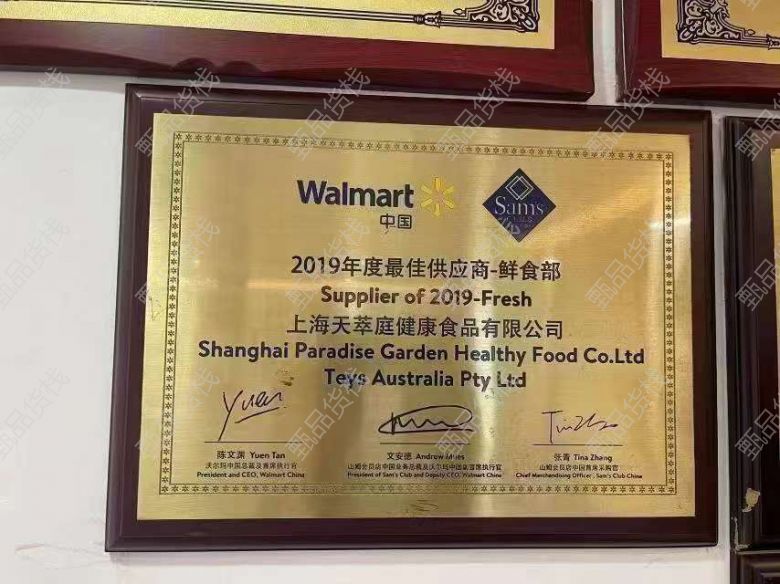 Walmart
中国
Sam's
2019年度最佳供应商-鲜食部
Supplier of 2019-Fresh
上海天萃庭健康食品有限公司
Shanghai Paradise Garden Healthy Food Co.Ltd
Teys Australia Pty Ltd
Yuen
陈文渊 Yuen Tan
沃尔玛中国总裁及首席执行官
President and CEO, Walmart China
文安德 Andrew Miles
山姆会员店中国业务总裁及沃尔玛中国副首席执行官
President of Sam's Club and Deputy CEO, Walmart China
张青 Tina Zhang
山姆会员店中国首席采购官
Chief Merchandising Officer, Sam's Club China
甄品货栈